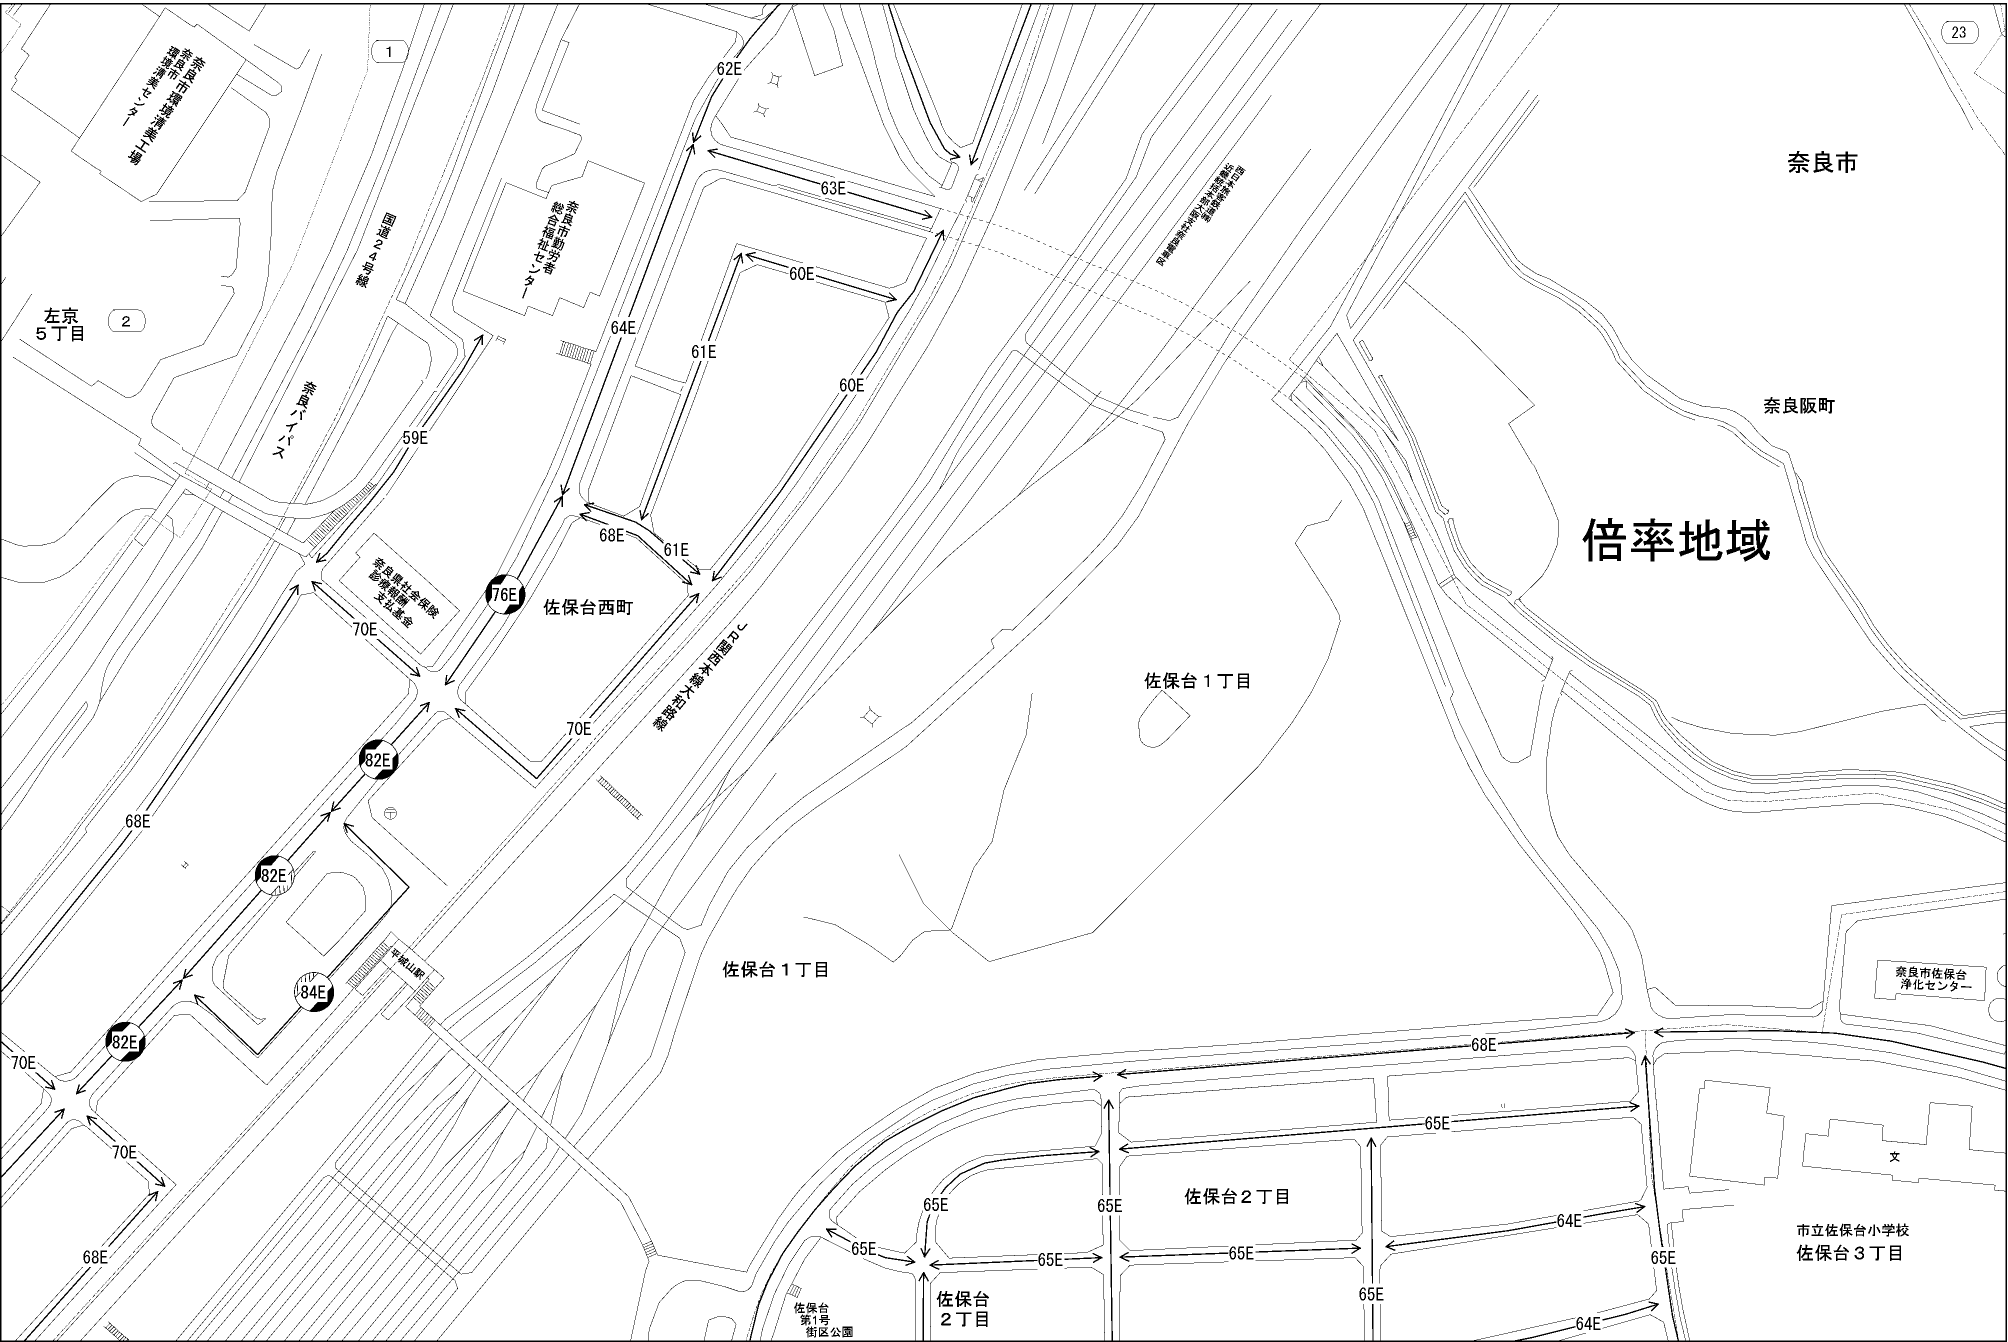 1
23
62E
奈良市環境清美工場
奈良市
環境清美センター
奈良市
63E
西日本旅客鉄道㈱
奈良市勤労者
総合福祉センター
国道24号線
60E
左京
5丁目
2
64E
61E
60E
奈良バイパス
奈良阪町
59E
倍率地域
68E
61E
奈良県社会保険
診療報酬
支払基金
76E
佐保台西町
70E
JR関西本線大和路線
佐保台1丁目
70E
82E
68E
82E
平城山駅
佐保台1丁目
奈良市佐保台
浄化センター
84E
82E
70E
68E
65E
70E
文
65E
佐保台2丁目
65E
64E
市立佐保台小学校
佐保台3丁目
68E
65E
65E
65E
65E
65E
佐保台
2丁目
佐保台
第1号
街区公園
64E